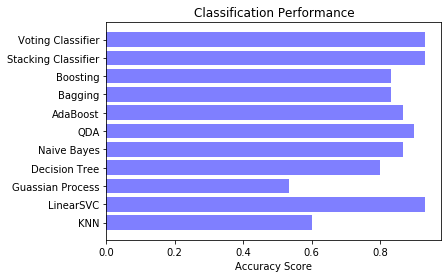 Classification Performance
Voting Classifier
Stacking Classifier
Boosting
Bagging
AdaBoost
QDA
Naive Bayes
Decision Tree
Guassian Process
LinearSVC
KNN
0.0 0.2 0.4 0.6 0.8
Accuracy Score